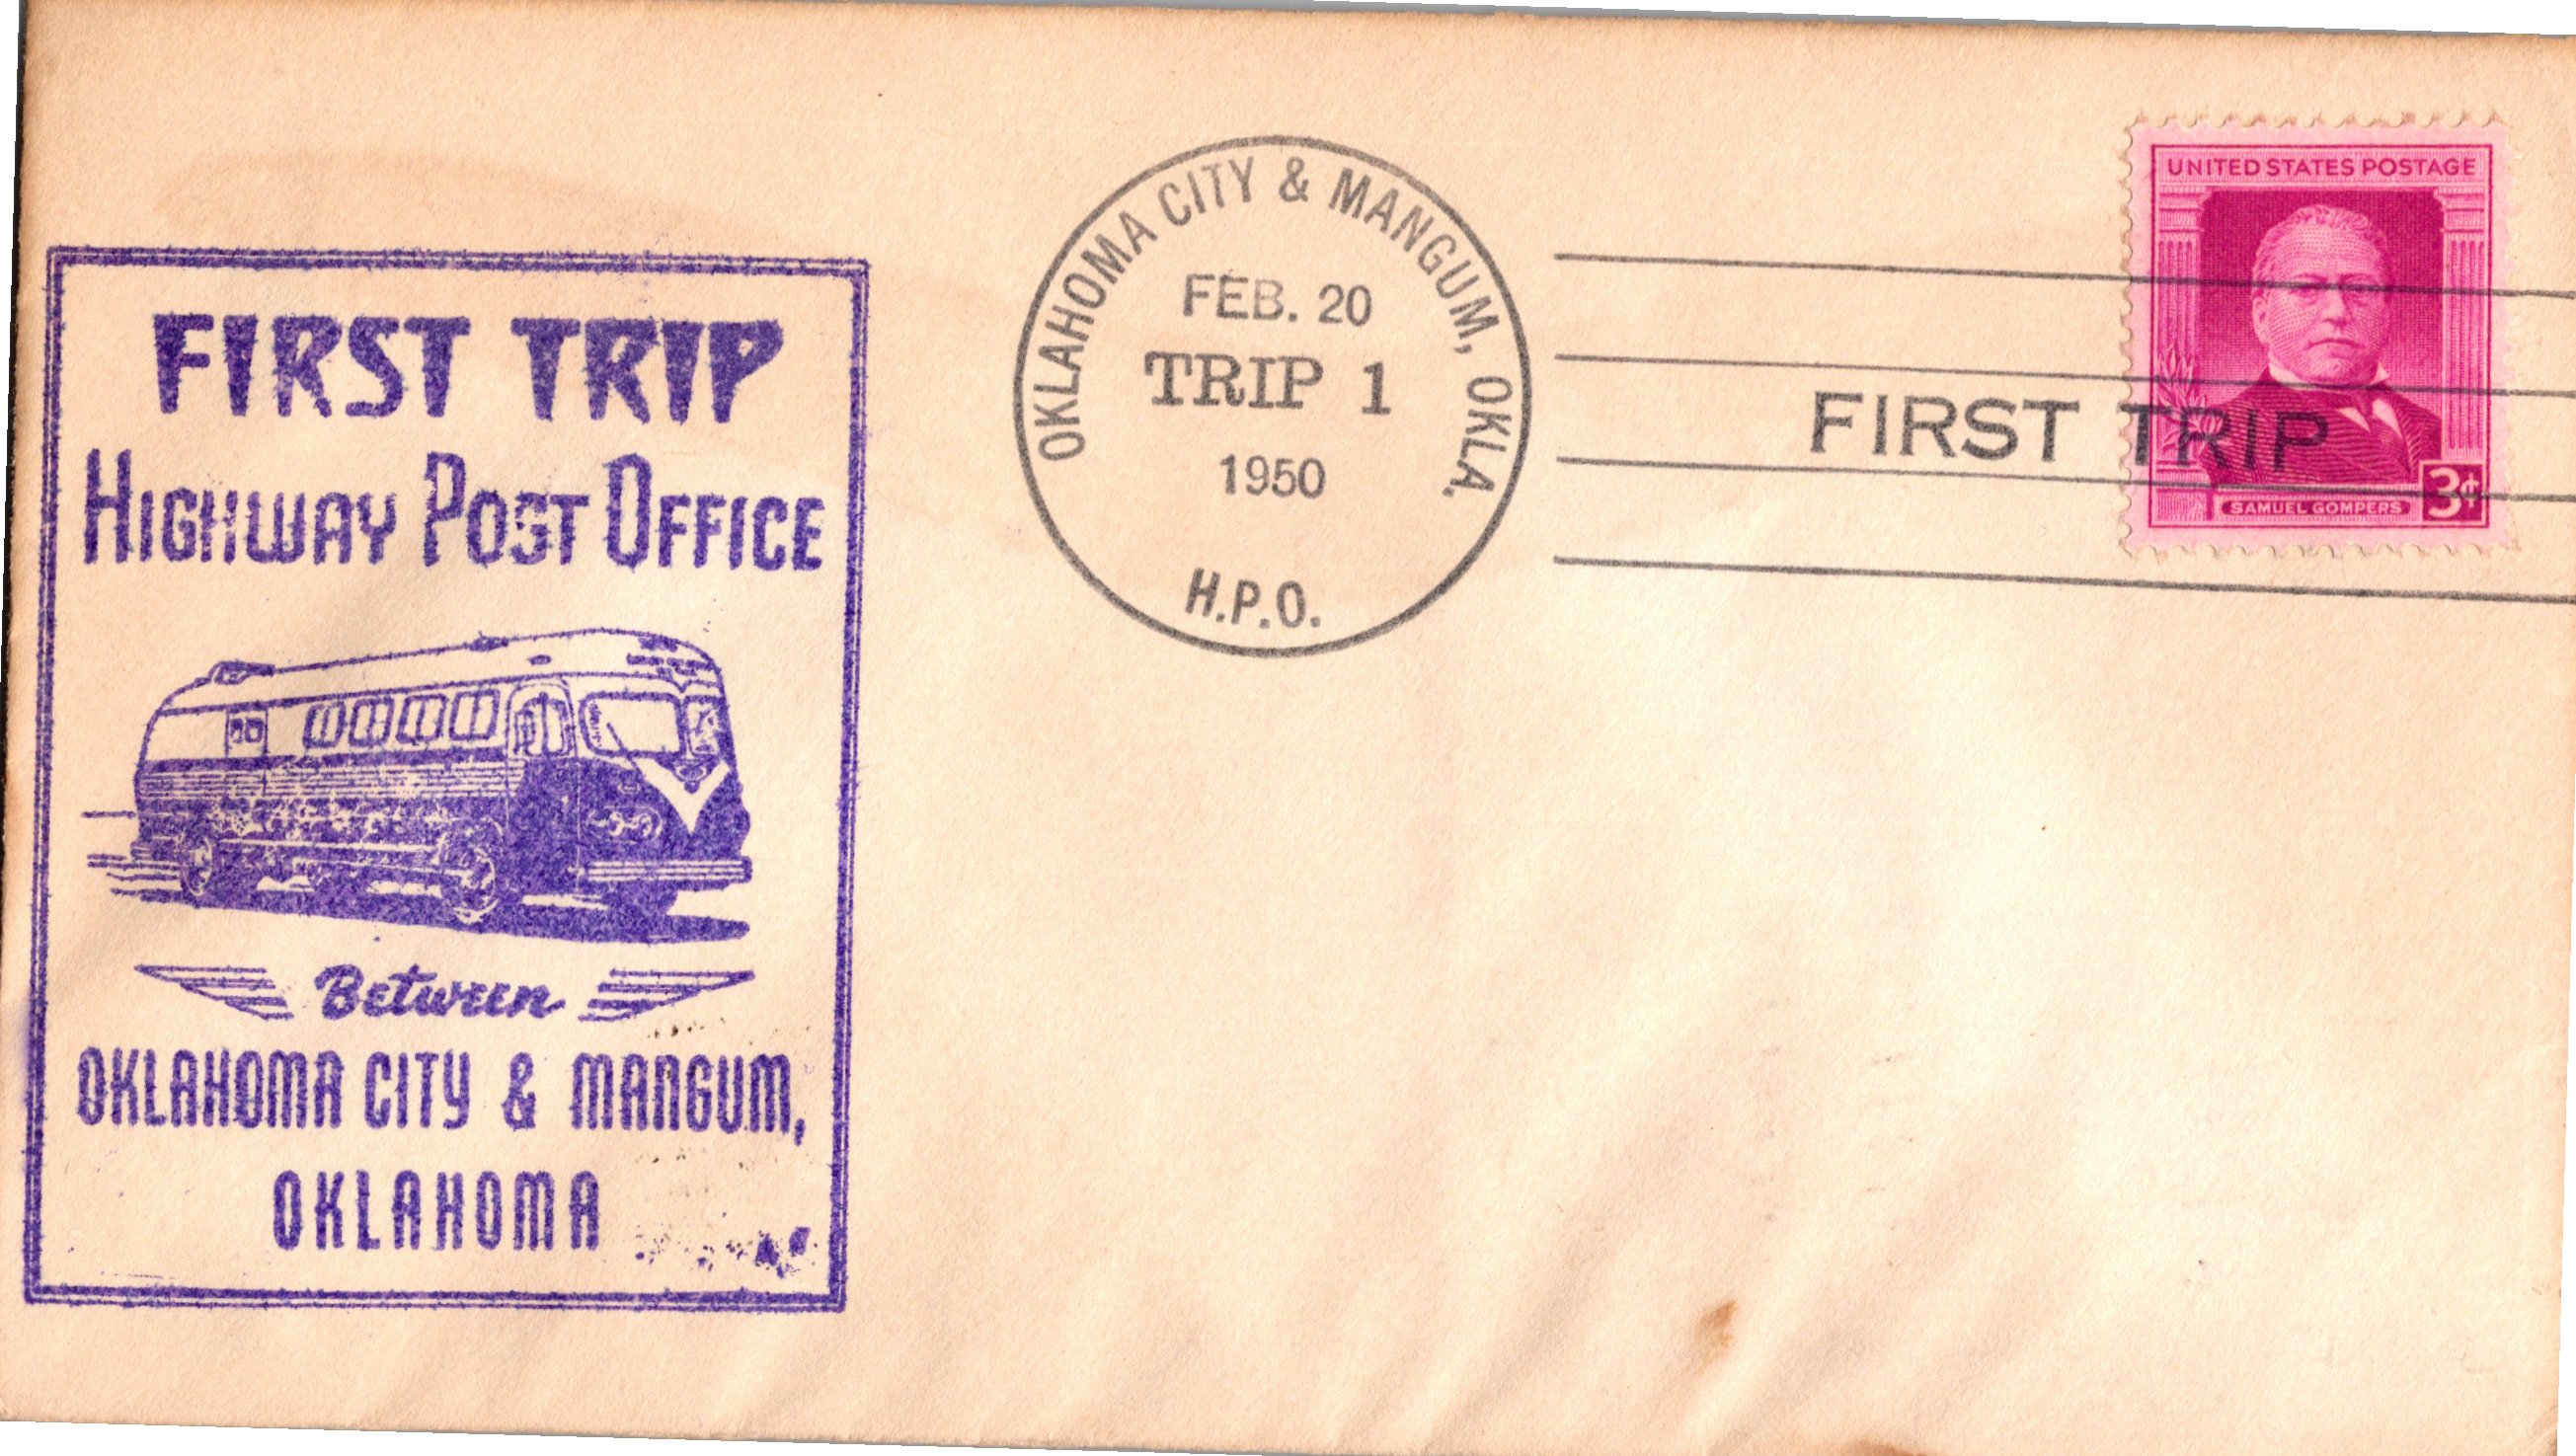 FIRST TRIP
HIGHWAY POST OFFICE
Between
OKLAHOMA CITY & MANGUM,
OKLAHOMA
OKLAHOMA CITY & MANGUM, OKLA.
FEB. 20
TRIP 1
1950
H.P.O.
FIRST TRIP
UNITED STATES POSTAGE
SAMUEL GOMPERS
3¢